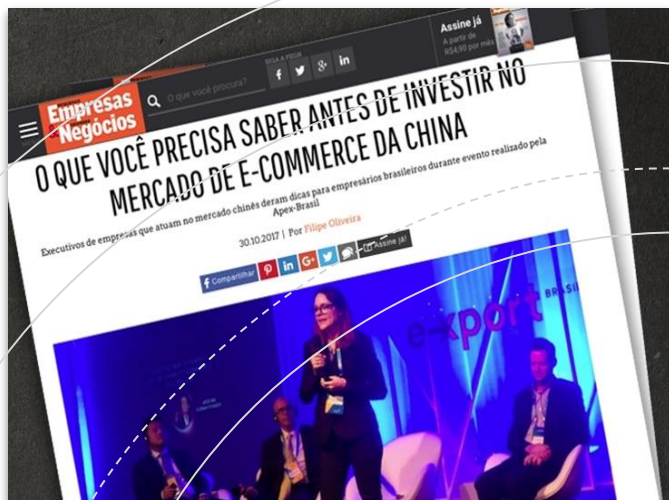 Assine já
A partir de
R$4,90 por mês
SIGA A PEGN
Empresas
Negócios
O que você procura?
O QUE VOCÊ PRECISA SABER ANTES DE INVESTIR NO
MERCADO DE E-COMMERCE DA CHINA
Executivos de empresas que atuam no mercado chinês deram dicas para empresários brasileiros durante evento realizado pela
Apex-Brasil
30.10.2017 | Por Filipe Oliveira
Compartilhar
Assine já!
e-xport
BRASIL